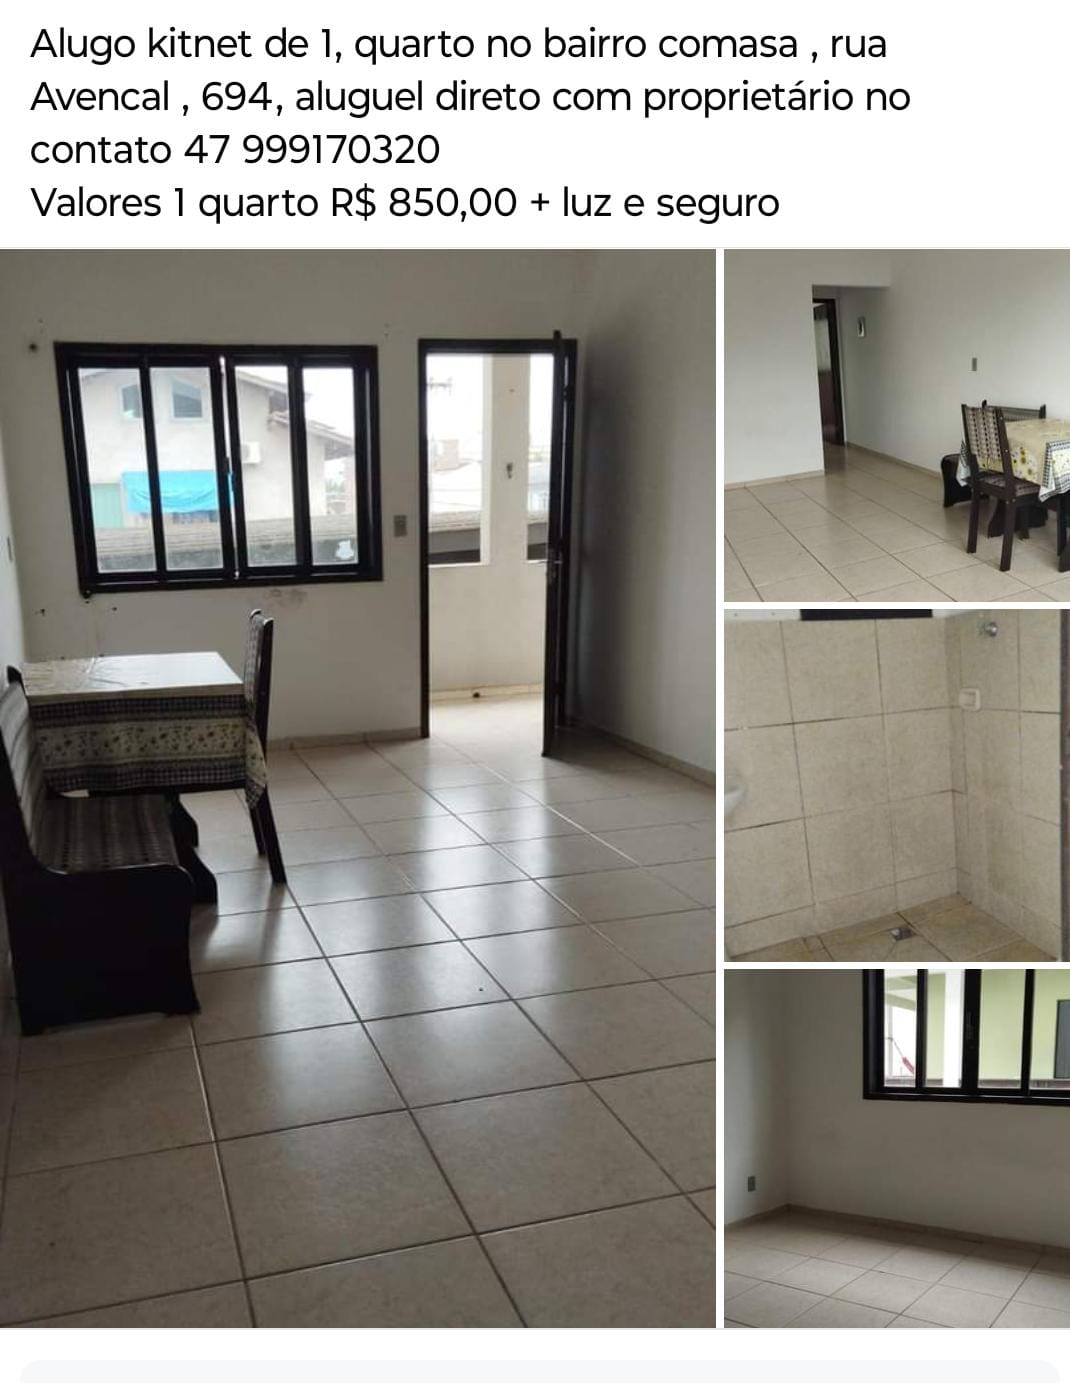 Alugo kitnet de 1, quarto no bairro comasa , rua
Avencal , 694, aluguel direto com proprietário no
contato 47 999170320
Valores 1 quarto R$ 850,00 + luz e seguro